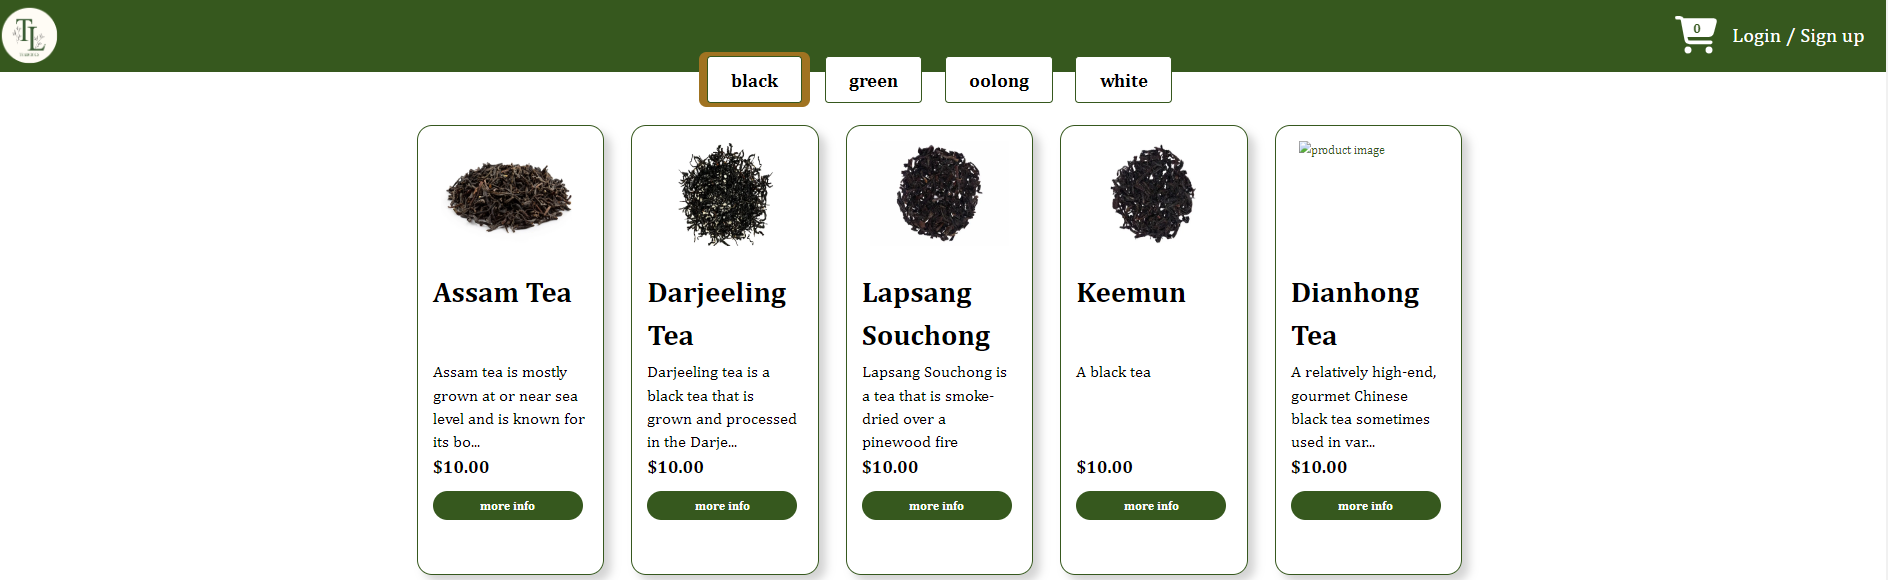 TL
0
Login / Sign up
black
green
oolong
white
Assam Tea
Assam tea is mostly
grown at or near sea
level and is known for
its bo...
$10.00
more info
Darjeeling
Tea
Darjeeling tea is a
black tea that is
grown and processed
in the Darje...
$10.00
more info
Lapsang
Souchong
Lapsang Souchong is
a tea that is smoke-
dried over a
pinewood fire
$10.00
more info
Keemun
A black tea
$10.00
more info
product image
Dianhong
Tea
A relatively high-end,
gourmet Chinese
black tea sometimes
used in var...
$10.00
more info